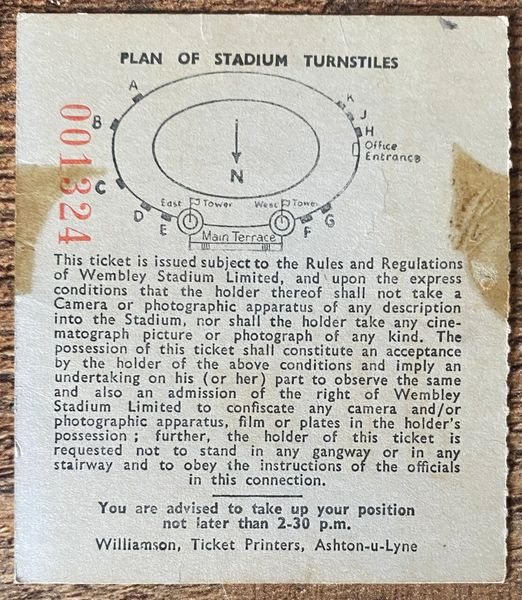 PLAN OF STADIUM TURNSTILES
A
B
C
D
E
K
J
H
Office
Entrance
N
East Tower
West Tower
Main Terrace
F
G
001324
This ticket is issued subject to the Rules and Regulations
of Wembley Stadium Limited, and upon the express
conditions that the holder thereof shall not take a
Camera or photographic apparatus of any description
into the Stadium, nor shall the holder take any cine-
matograph picture or photograph of any kind. The
possession of this ticket shall constitute an acceptance
by the holder of the above conditions and imply an
undertaking on his (or her) part to observe the same
and also an admission of the right of Wembley
Stadium Limited to confiscate any camera and/or
photographic apparatus, film or plates in the holder's
possession ; further, the holder of this ticket is
requested not to stand in any gangway or in any
stairway and to obey the instructions of the officials
in this connection.
You are advised to take up your position
not later than 2-30 p.m.
Williamson, Ticket Printers, Ashton-u-Lyne